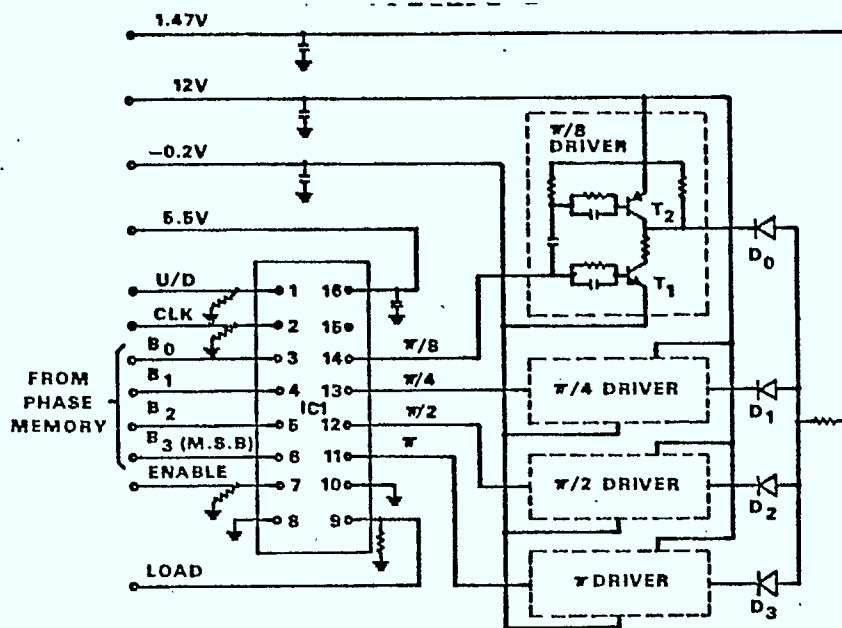 1.47V
12V
-0.2V
5.5V
U/D
CLK
B0
B1
B2
B3 (M.S.B)
ENABLE
LOAD
FROM
PHASE
MEMORY
1
2
3
4
5
6
7
8
16
15
14
13
12
11
10
9
IC1
π/8
π/4
π/2
π
π/8
DRIVER
T2
T1
π/4 DRIVER
π/2 DRIVER
π DRIVER
D0
D1
D2
D3